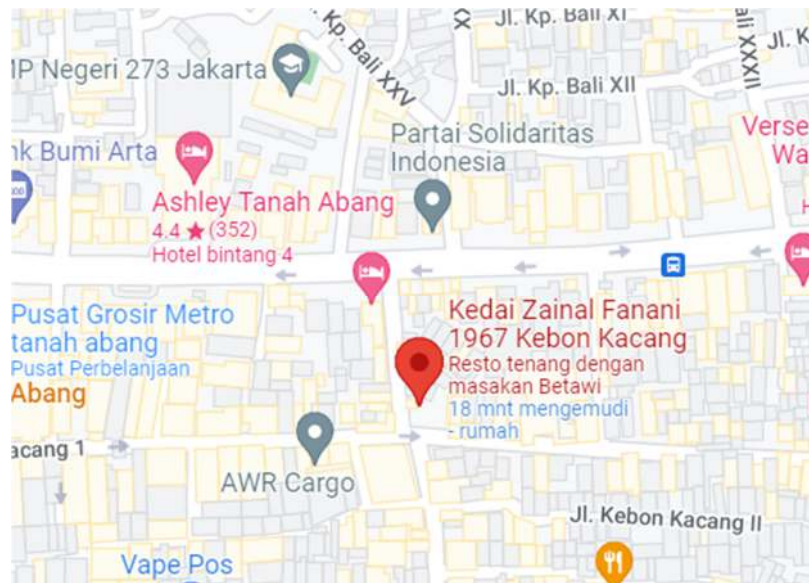 Jl. Kp. Bali XI
Jl. K
MP Negeri 273 Jakarta
Jl. Kp. Bali XXV
XX
Bali XXXII
Jl. Kp. Bali XII
Partai Solidaritas
Indonesia
Verse
Wa
nk Bumi Arta
Ashley Tanah Abang
4.4 ★ (352)
Hotel bintang 4
H
Pusat Grosir Metro
tanah abang
Pusat Perbelanjaan
Abang
Kedai Zainal Fanani
1967 Kebon Kacang
Resto tenang dengan
masakan Betawi
18 mnt mengemudi
- rumah
acang 1
AWR Cargo
Jl. Kebon Kacang II
Vape Pos